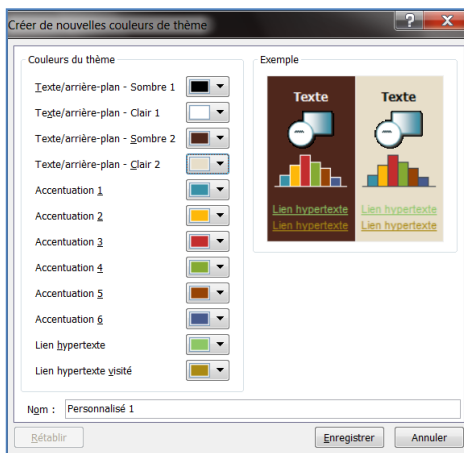 Créer de nouvelles couleurs de thème
Couleurs du thème
Texte/arrière-plan - Sombre 1
Texte/arrière-plan - Clair 1
Texte/arrière-plan - Sombre 2
Texte/arrière-plan - Clair 2
Accentuation 1
Accentuation 2
Accentuation 3
Accentuation 4
Accentuation 5
Accentuation 6
Lien hypertexte
Lien hypertexte visité
Exemple
Texte Texte
Lien hypertexte Lien hypertexte
Lien hypertexte Lien hypertexte
Nom : Personnalisé 1
Rétablir Enregistrer Annuler